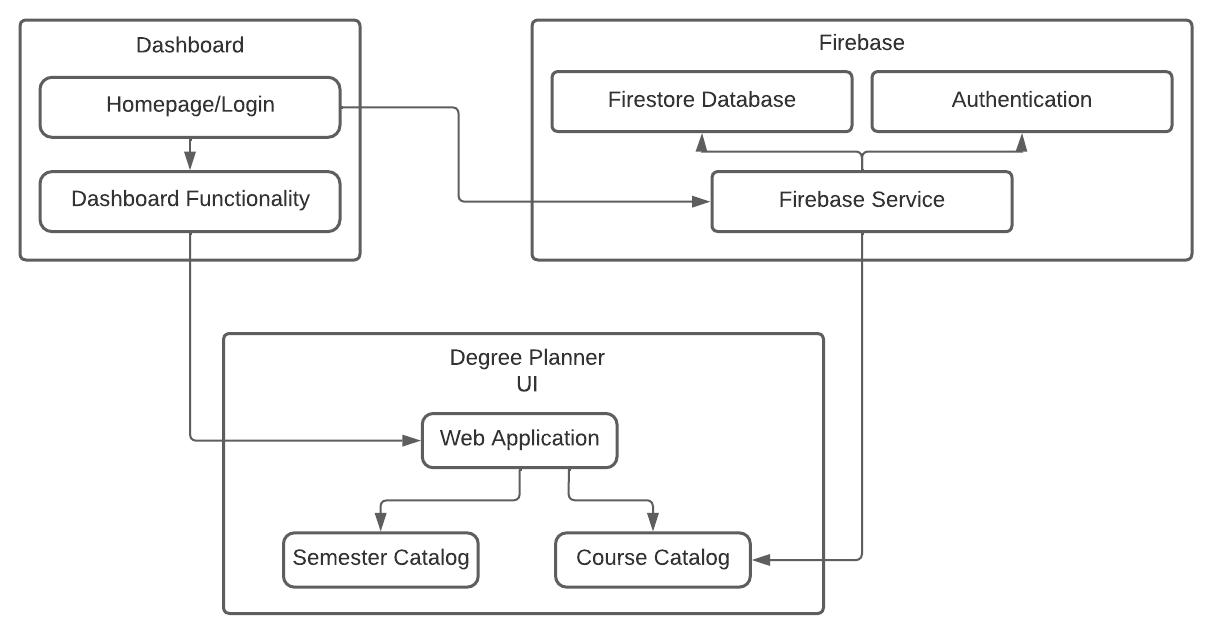 Dashboard
Homepage/Login
Dashboard Functionality
Firebase
Firestore Database
Authentication
Firebase Service
Degree Planner
UI
Web Application
Semester Catalog
Course Catalog